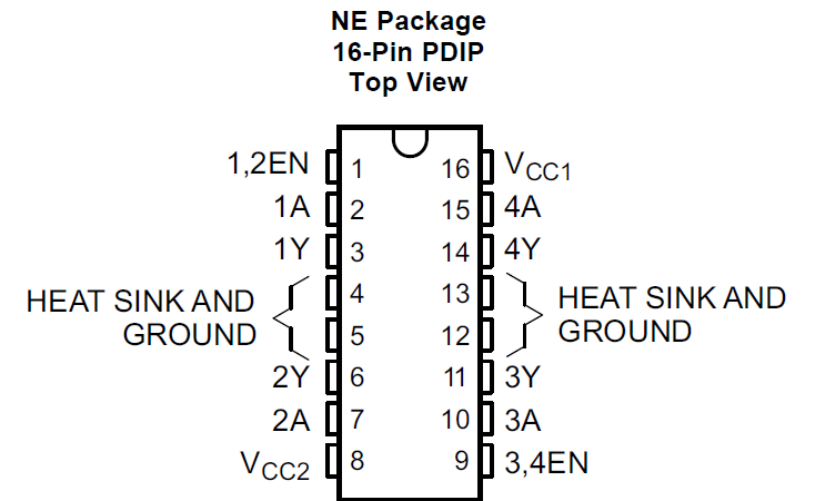 NE Package
16-Pin PDIP
Top View
1,2EN 1 16 VCC1
1A 2 15 4A
1Y 3 14 4Y
HEAT SINK AND 4 13 HEAT SINK AND
GROUND 5 12 GROUND
2Y 6 11 3Y
2A 7 10 3A
VCC2 8 9 3,4EN